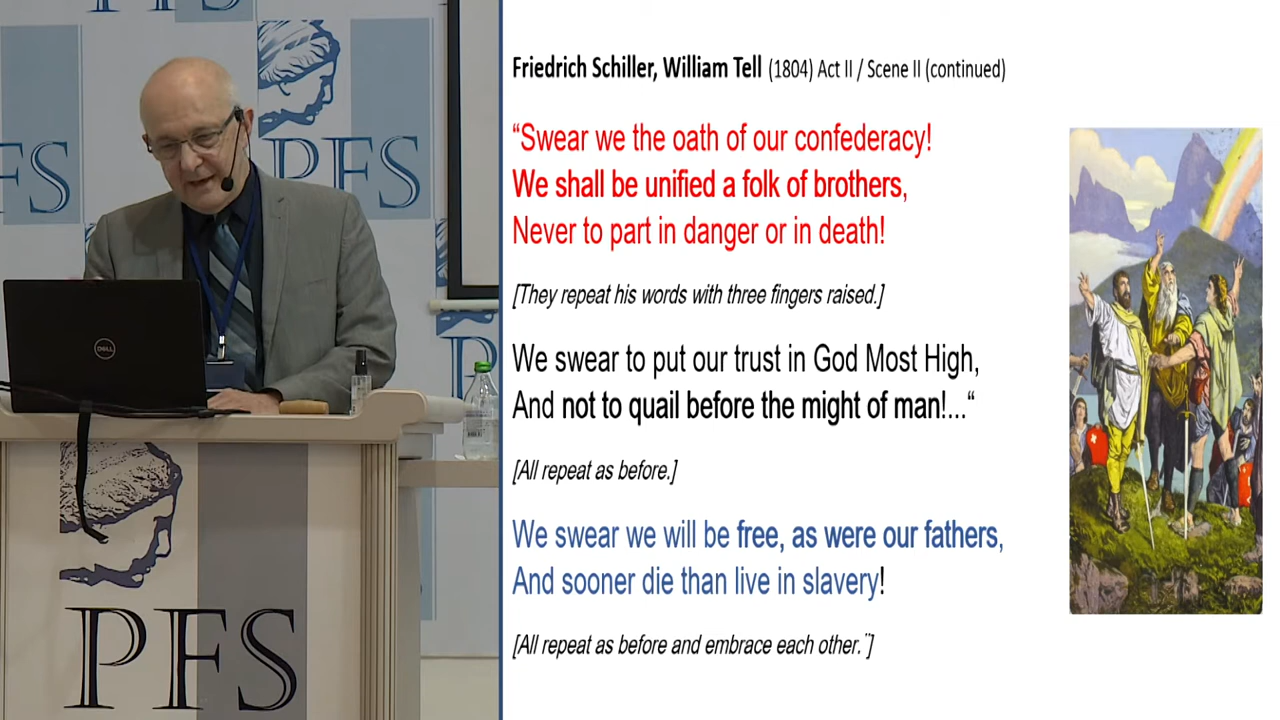 PFS
PFS
PFS
DELL
PFS
Friedrich Schiller, William Tell (1804) Act II / Scene II (continued)
“Swear we the oath of our confederacy!
We shall be unified a folk of brothers,
Never to part in danger or in death!
[They repeat his words with three fingers raised.]
We swear to put our trust in God Most High,
And not to quail before the might of man!...“
[All repeat as before.]
We swear we will be free, as were our fathers,
And sooner die than live in slavery!
[All repeat as before and embrace each other.¨]